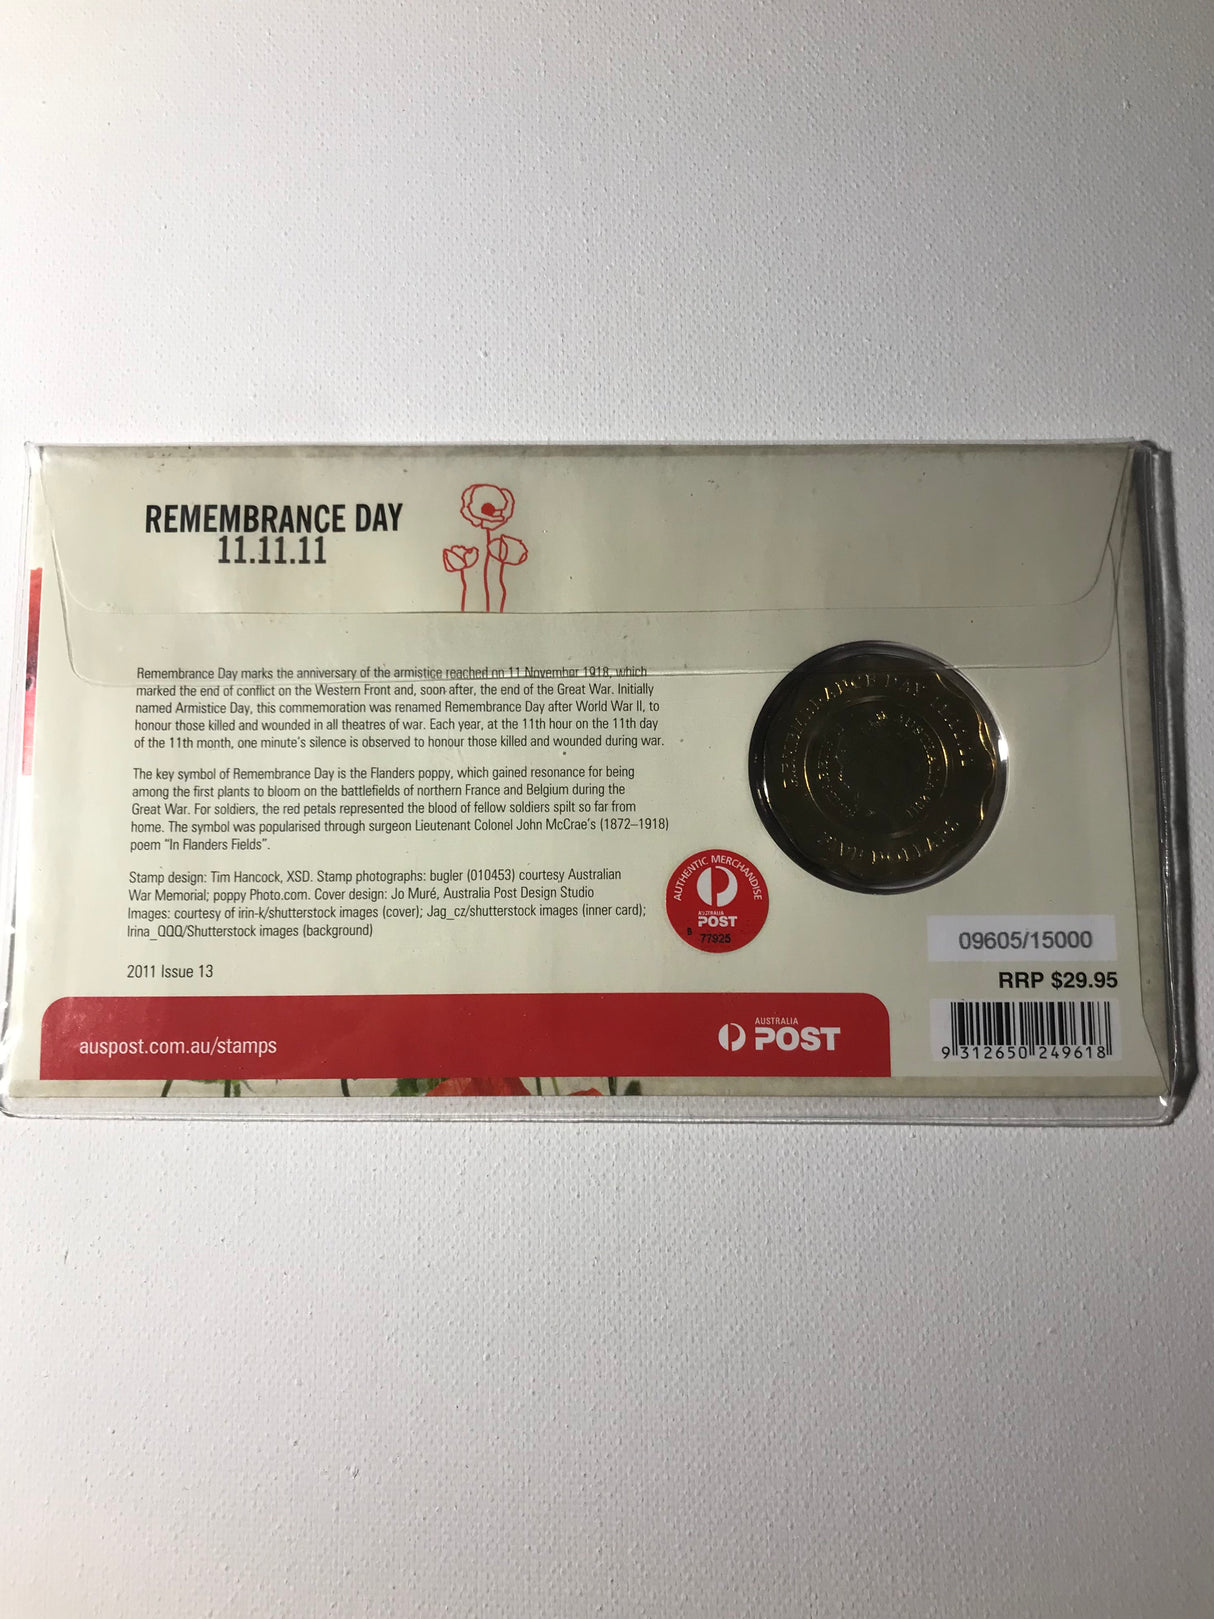 REMEMBRANCE DAY
11.11.11
Remembrance Day marks the anniversary of the armistice reached on 11 November 1918, which
marked the end of conflict on the Western Front and, soon after, the end of the Great War. Initially
named Armistice Day, this commemoration was renamed Remembrance Day after World War II, to
honour those killed and wounded in all theatres of war. Each year, at the 11th hour on the 11th day
of the 11th month, one minute's silence is observed to honour those killed and wounded during war.
The key symbol of Remembrance Day is the Flanders poppy, which gained resonance for being
among the first plants to bloom on the battlefields of northern France and Belgium during the
Great War. For soldiers, the red petals represented the blood of fellow soldiers spilt so far from
home. The symbol was popularised through surgeon Lieutenant Colonel John McCrae's (1872–1918)
poem “In Flanders Fields”.
Stamp design: Tim Hancock, XSD. Stamp photographs: bugler (010453) courtesy Australian
War Memorial; poppy Photo.com. Cover design: Jo Muré, Australia Post Design Studio
Images: courtesy of irin-k/shutterstock images (cover); Jag_cz/shutterstock images (inner card);
Irina_QQQ/Shutterstock images (background)
2011 Issue 13
auspost.com.au/stamps
AUSTRALIA
POST
REMEMBRANCE DAY 11.11.11
FIVE DOLLARS
AUSTRALIA
AUTHENTIC MERCHANDISE
AUSTRALIA
POST
B 77925
09605/15000
RRP $29.95
9 312650 249618